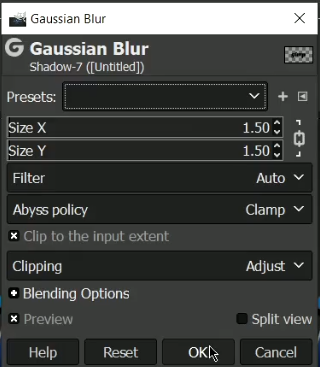 Gaussian Blur
Gaussian Blur
Shadow-7 ([Untitled])
Presets:
Size X 1.50
Size Y 1.50
Filter Auto
Abyss policy Clamp
Clip to the input extent
Clipping Adjust
Blending Options
Preview Split view
Help Reset OK Cancel